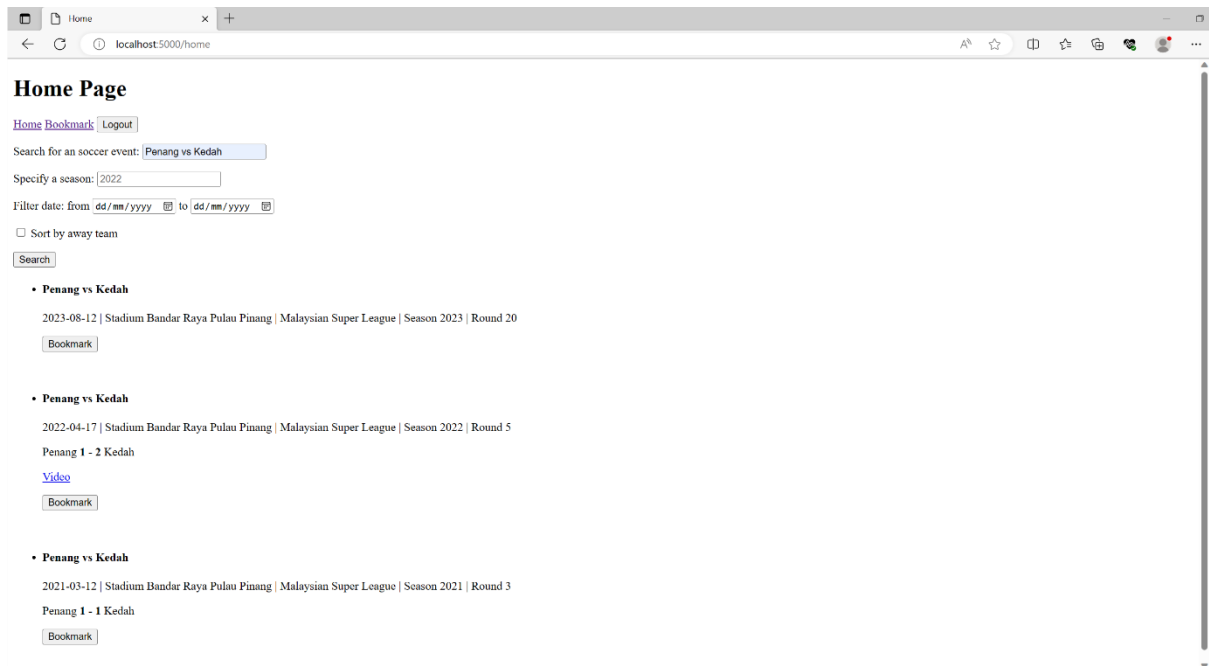 Home
localhost:5000/home
Home Page
Home Bookmark Logout
Search for an soccer event: Penang vs Kedah
Specify a season: 2022
Filter date: from dd/mm/yyyy to dd/mm/yyyy
Sort by away team
Search
• Penang vs Kedah
2023-08-12 | Stadium Bandar Raya Pulau Pinang | Malaysian Super League | Season 2023 | Round 20
Bookmark
• Penang vs Kedah
2022-04-17 | Stadium Bandar Raya Pulau Pinang | Malaysian Super League | Season 2022 | Round 5
Penang 1 - 2 Kedah
Video
Bookmark
• Penang vs Kedah
2021-03-12 | Stadium Bandar Raya Pulau Pinang | Malaysian Super League | Season 2021 | Round 3
Penang 1 - 1 Kedah
Bookmark